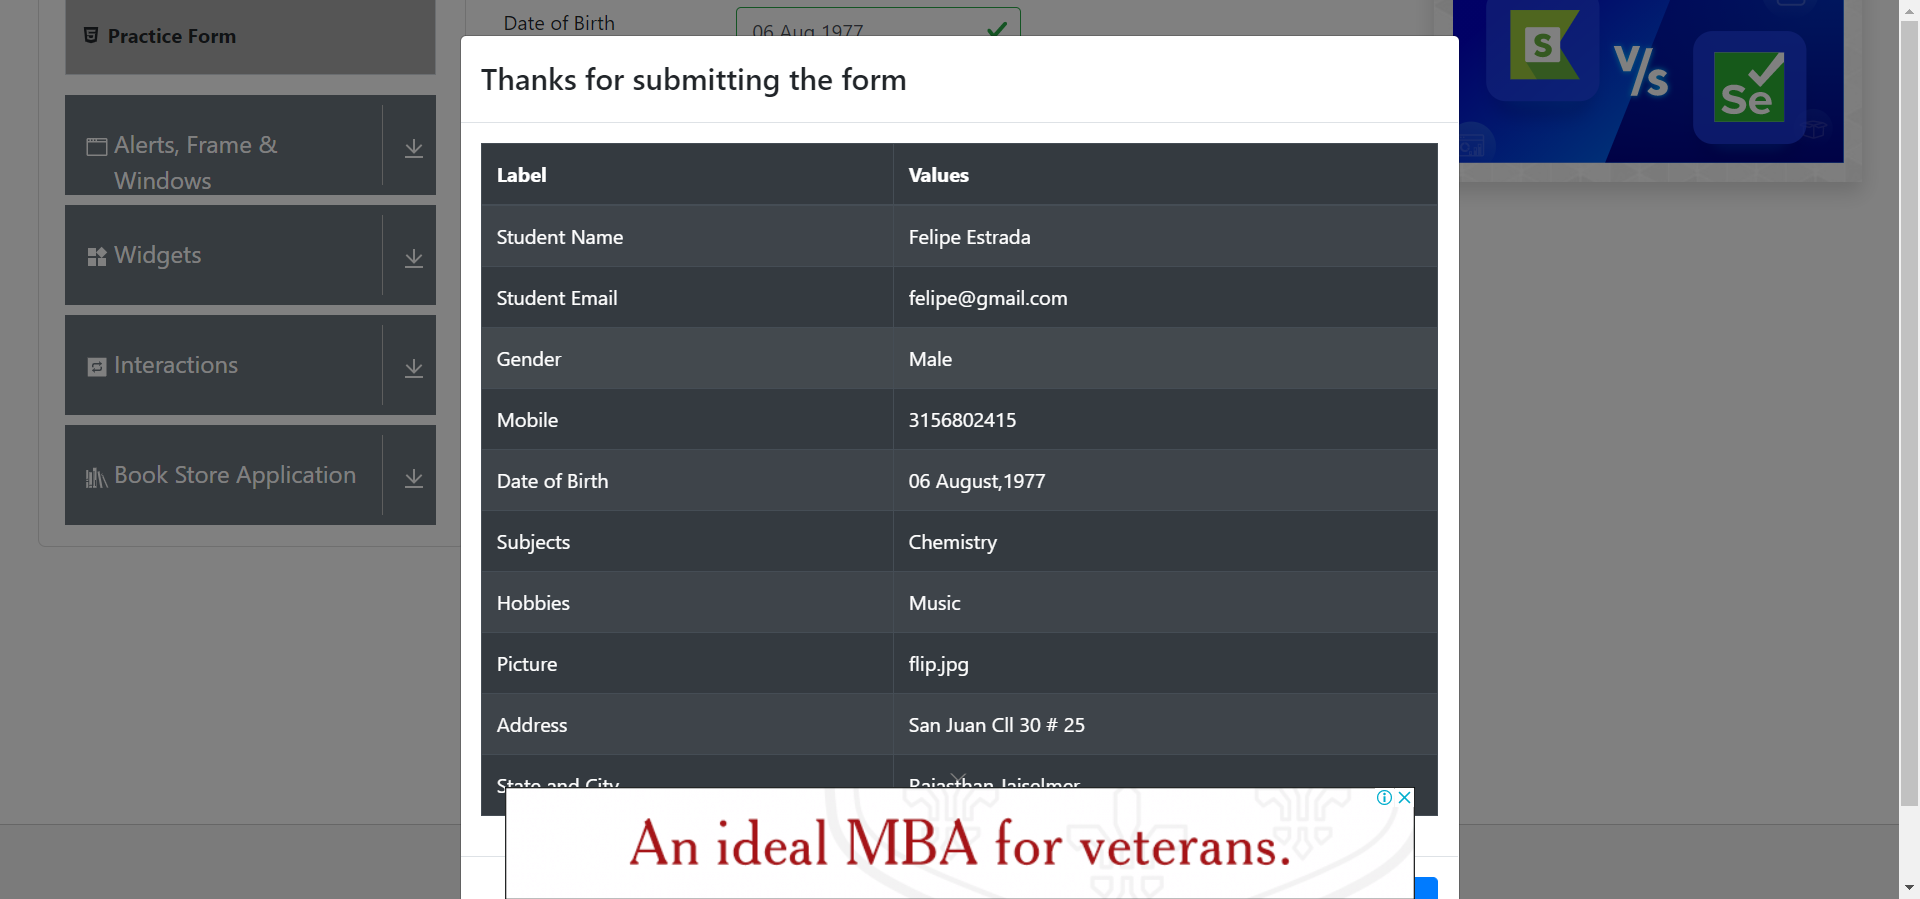 Practice Form
Alerts, Frame &
Windows
Widgets
Interactions
Book Store Application
Date of Birth
06 Aug 1977
Thanks for submitting the form
Label Values
Student Name Felipe Estrada
Student Email felipe@gmail.com
Gender Male
Mobile 3156802415
Date of Birth 06 August,1977
Subjects Chemistry
Hobbies Music
Picture flip.jpg
Address San Juan Cll 30 # 25
State and City Rajasthan Jaiselmer
An ideal MBA for veterans.
S V/s Se